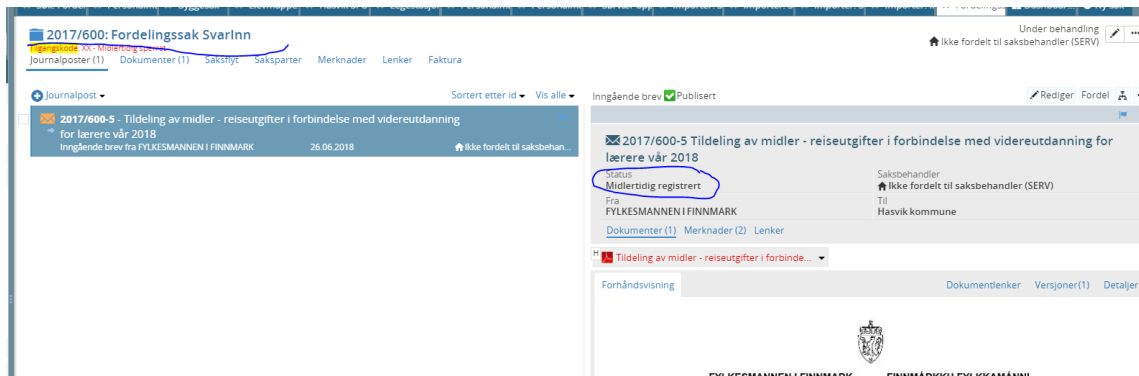 2017/600: Fordelingssak SvarInn
Tilgangskode: XX - Midlertidig sperret
Under behandling
Ikke fordelt til saksbehandler (SERV)
Journalposter (1) Dokumenter (1) Saksflyt Saksparter Merknader Lenker Faktura
Journalpost
Sortert etter id Vis alle
2017/600-5 - Tildeling av midler - reiseutgifter i forbindelse med videreutdanning
for lærere vår 2018
Inngående brev fra FYLKESMANNEN I FINNMARK 26.06.2018 Ikke fordelt til saksbehan...
Inngående brev Publisert
Rediger Fordel
2017/600-5 Tildeling av midler - reiseutgifter i forbindelse med videreutdanning for
lærere vår 2018
Status
Midlertidig registrert
Saksbehandler
Ikke fordelt til saksbehandler (SERV)
Fra
FYLKESMANNEN I FINNMARK
Til
Hasvik kommune
Dokumenter (1) Merknader (2) Lenker
H
Tildeling av midler - reiseutgifter i forbinde...
Forhåndsvisning
Dokumentlenker Versjoner(1) Detaljer
FYLKESMANNEN I FINNMARK FINNMÁRKKU FYLKKAMÁNNI